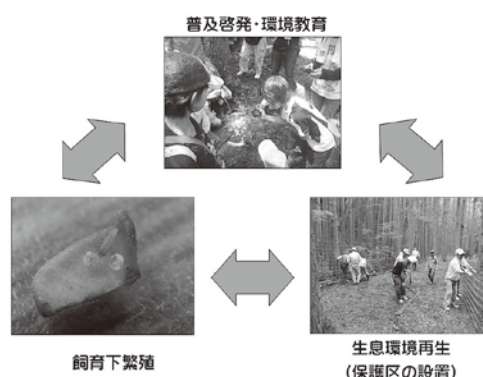 普及啓発・環境教育
飼育下繁殖
生息環境再生
(保護区の設置)